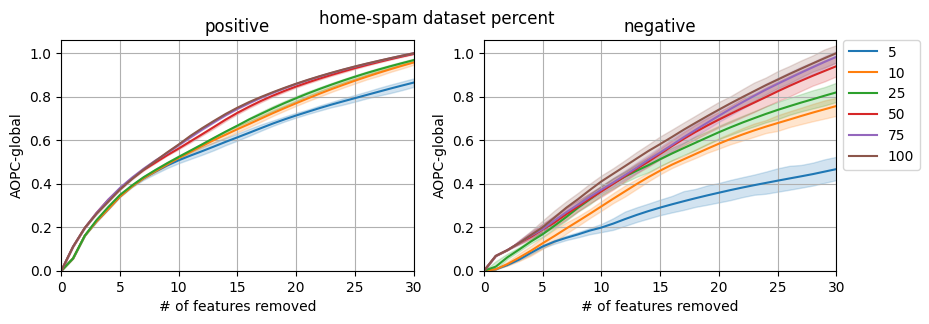 home-spam dataset percent
positive
1.0
0.8
0.6
0.4
0.2
0.0
AOPC-global
0 5 10 15 20 25 30
# of features removed
negative
1.0
0.8
0.6
0.4
0.2
0.0
AOPC-global
0 5 10 15 20 25 30
# of features removed
5
10
25
50
75
100